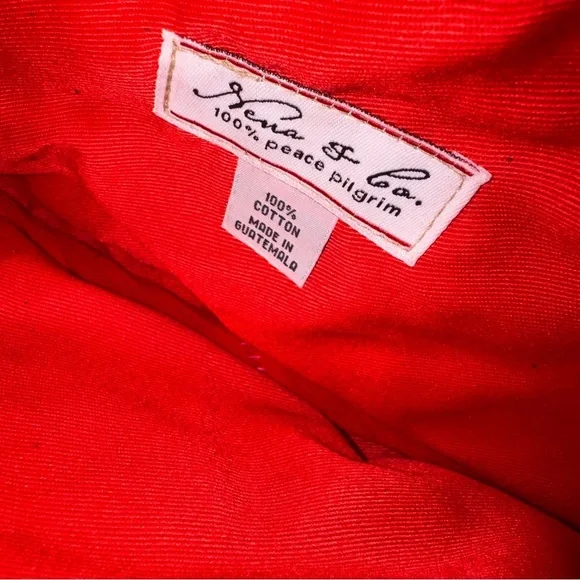 Nena & Co.
100% peace pilgrim
100%
COTTON
MADE IN
GUATEMALA